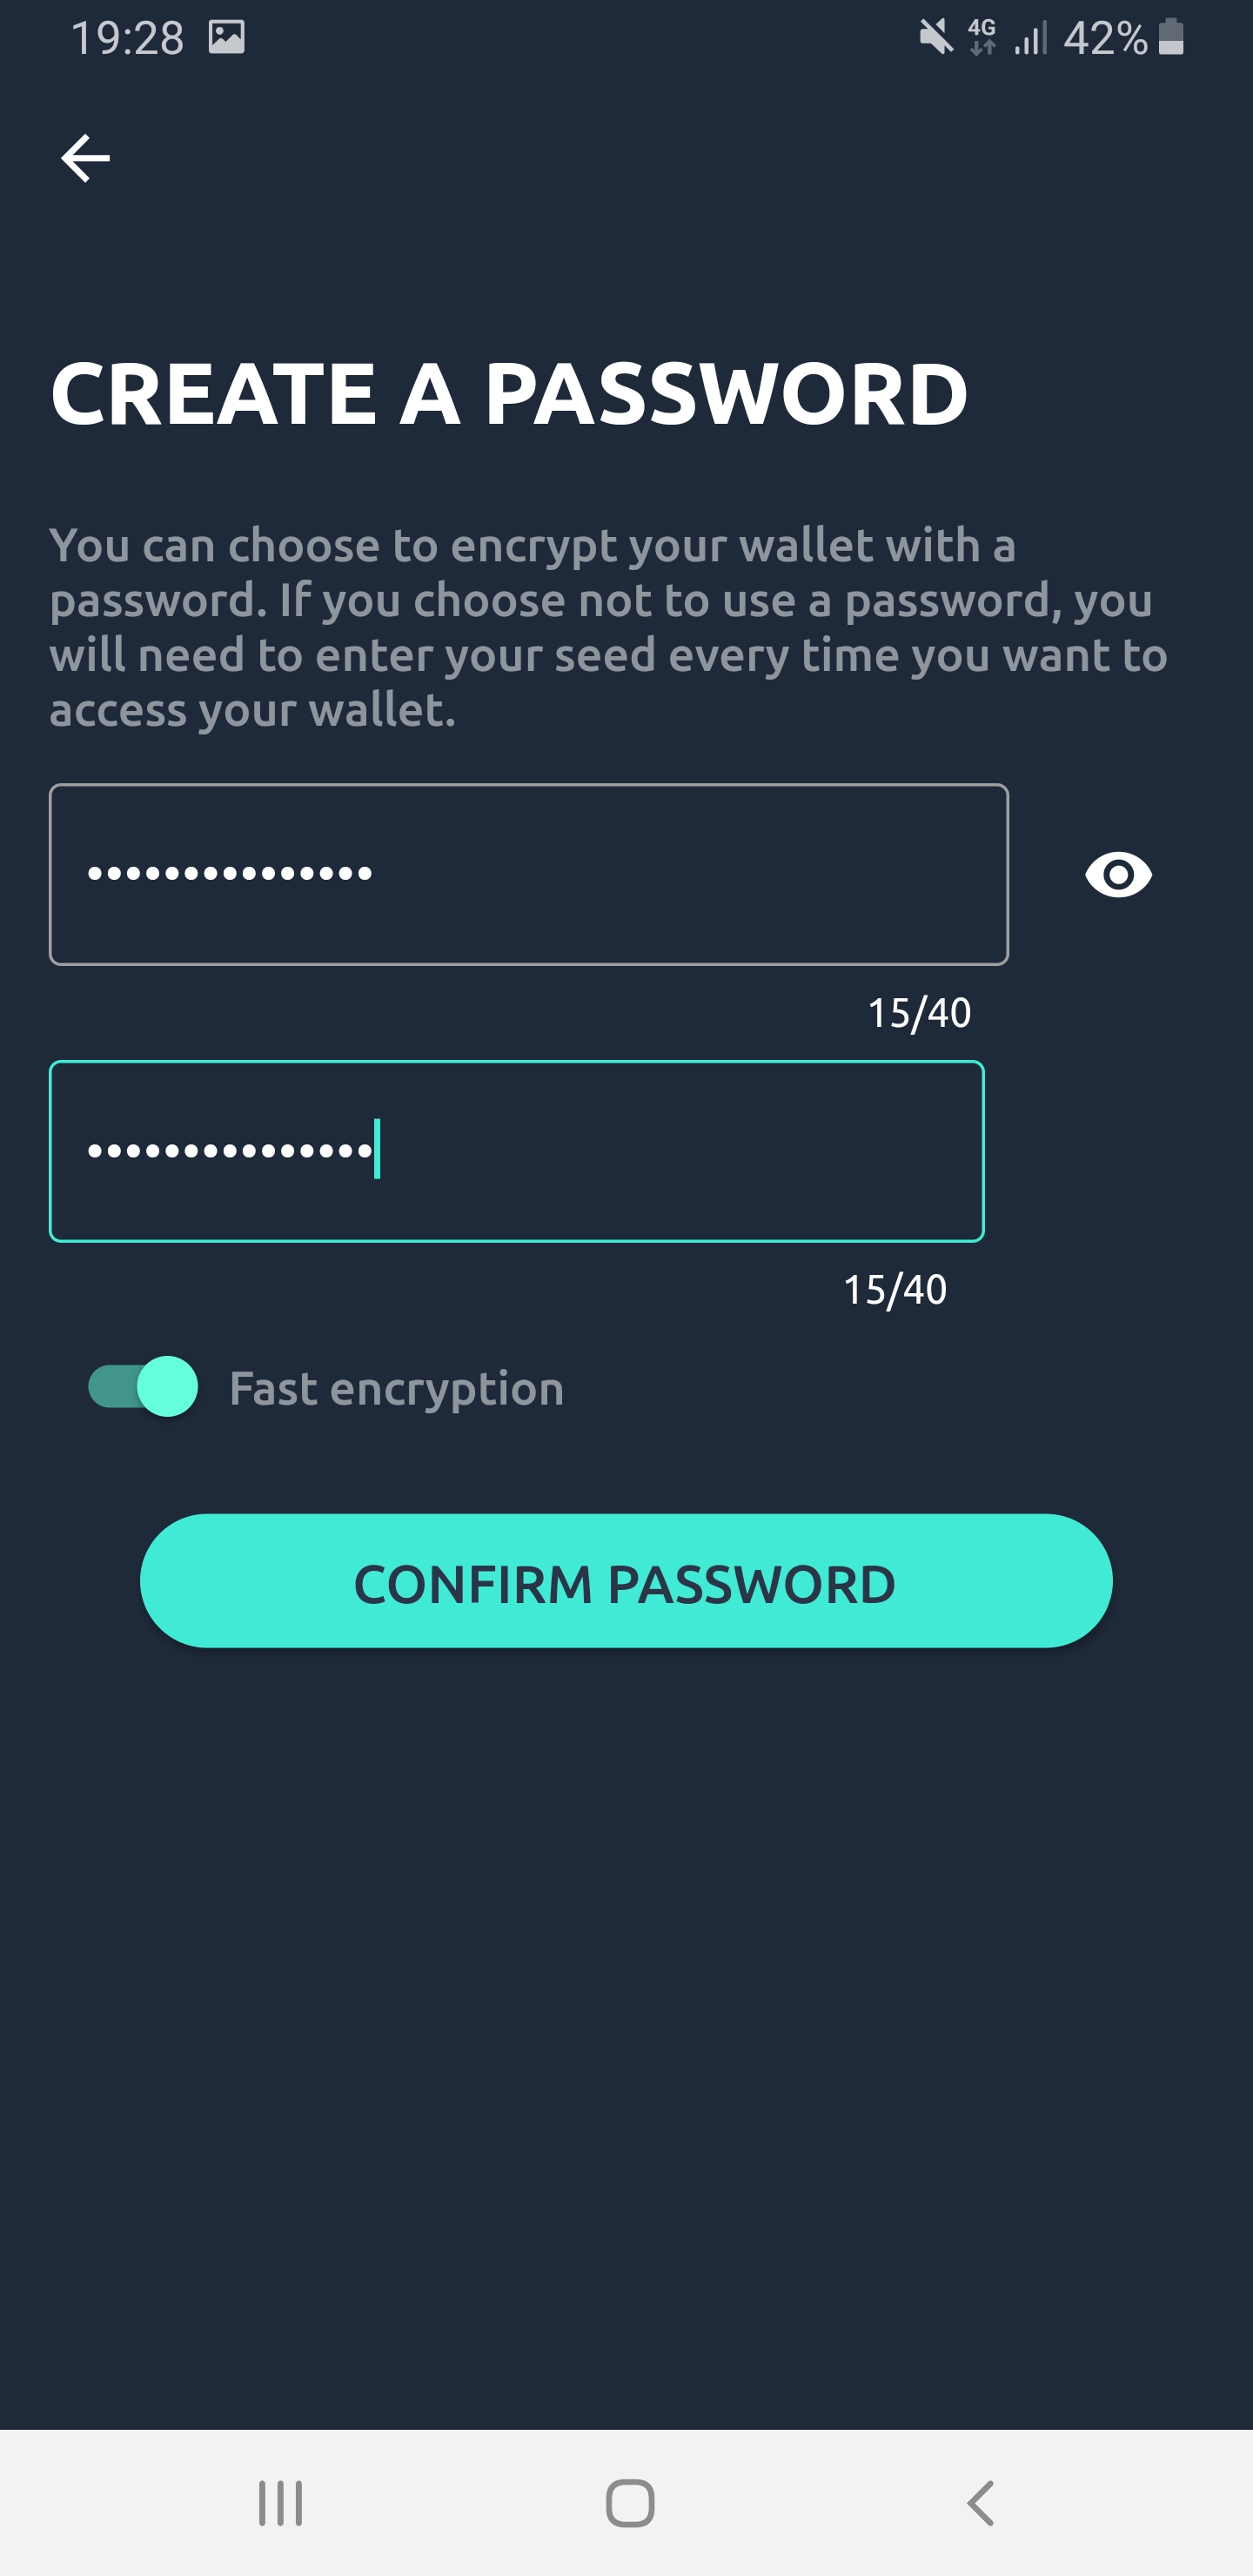 19:28
4G
42%
CREATE A PASSWORD
You can choose to encrypt your wallet with a
password. If you choose not to use a password, you
will need to enter your seed every time you want to
access your wallet.
•••••••••••••••
15/40
•••••••••••••••
15/40
Fast encryption
CONFIRM PASSWORD